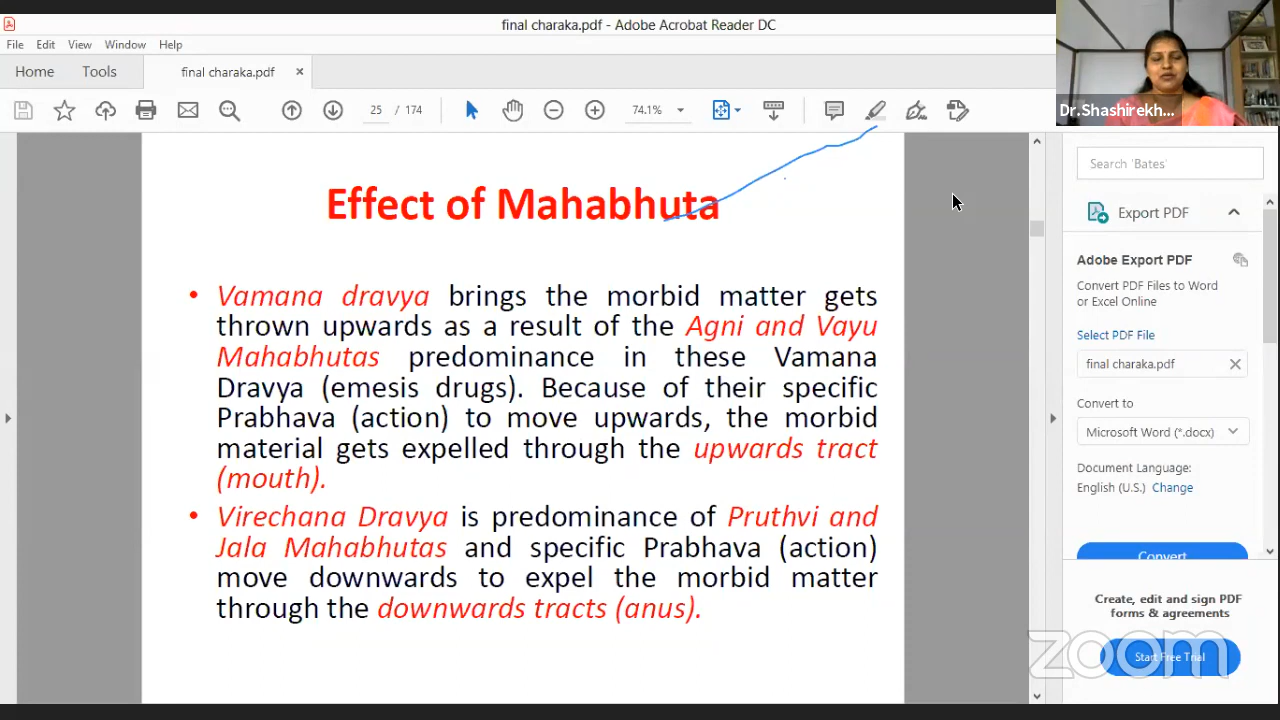 final charaka.pdf - Adobe Acrobat Reader DC
File Edit View Window Help
Home Tools final charaka.pdf ×
25 / 174 74.1%
Dr.Shashirekh...
Effect of Mahabhuta
• Vamana dravya brings the morbid matter gets
thrown upwards as a result of the Agni and Vayu
Mahabhutas predominance in these Vamana
Dravya (emesis drugs). Because of their specific
Prabhava (action) to move upwards, the morbid
material gets expelled through the upwards tract
(mouth).
• Virechana Dravya is predominance of Pruthvi and
Jala Mahabhutas and specific Prabhava (action)
move downwards to expel the morbid matter
through the downwards tracts (anus).
Search 'Bates'
Export PDF
Adobe Export PDF
Convert PDF Files to Word
or Excel Online
Select PDF File
final charaka.pdf
Convert to
Microsoft Word (*.docx)
Document Language:
English (U.S.) Change
Convert
Create, edit and sign PDF
forms & agreements
Start Free Trial
zoom